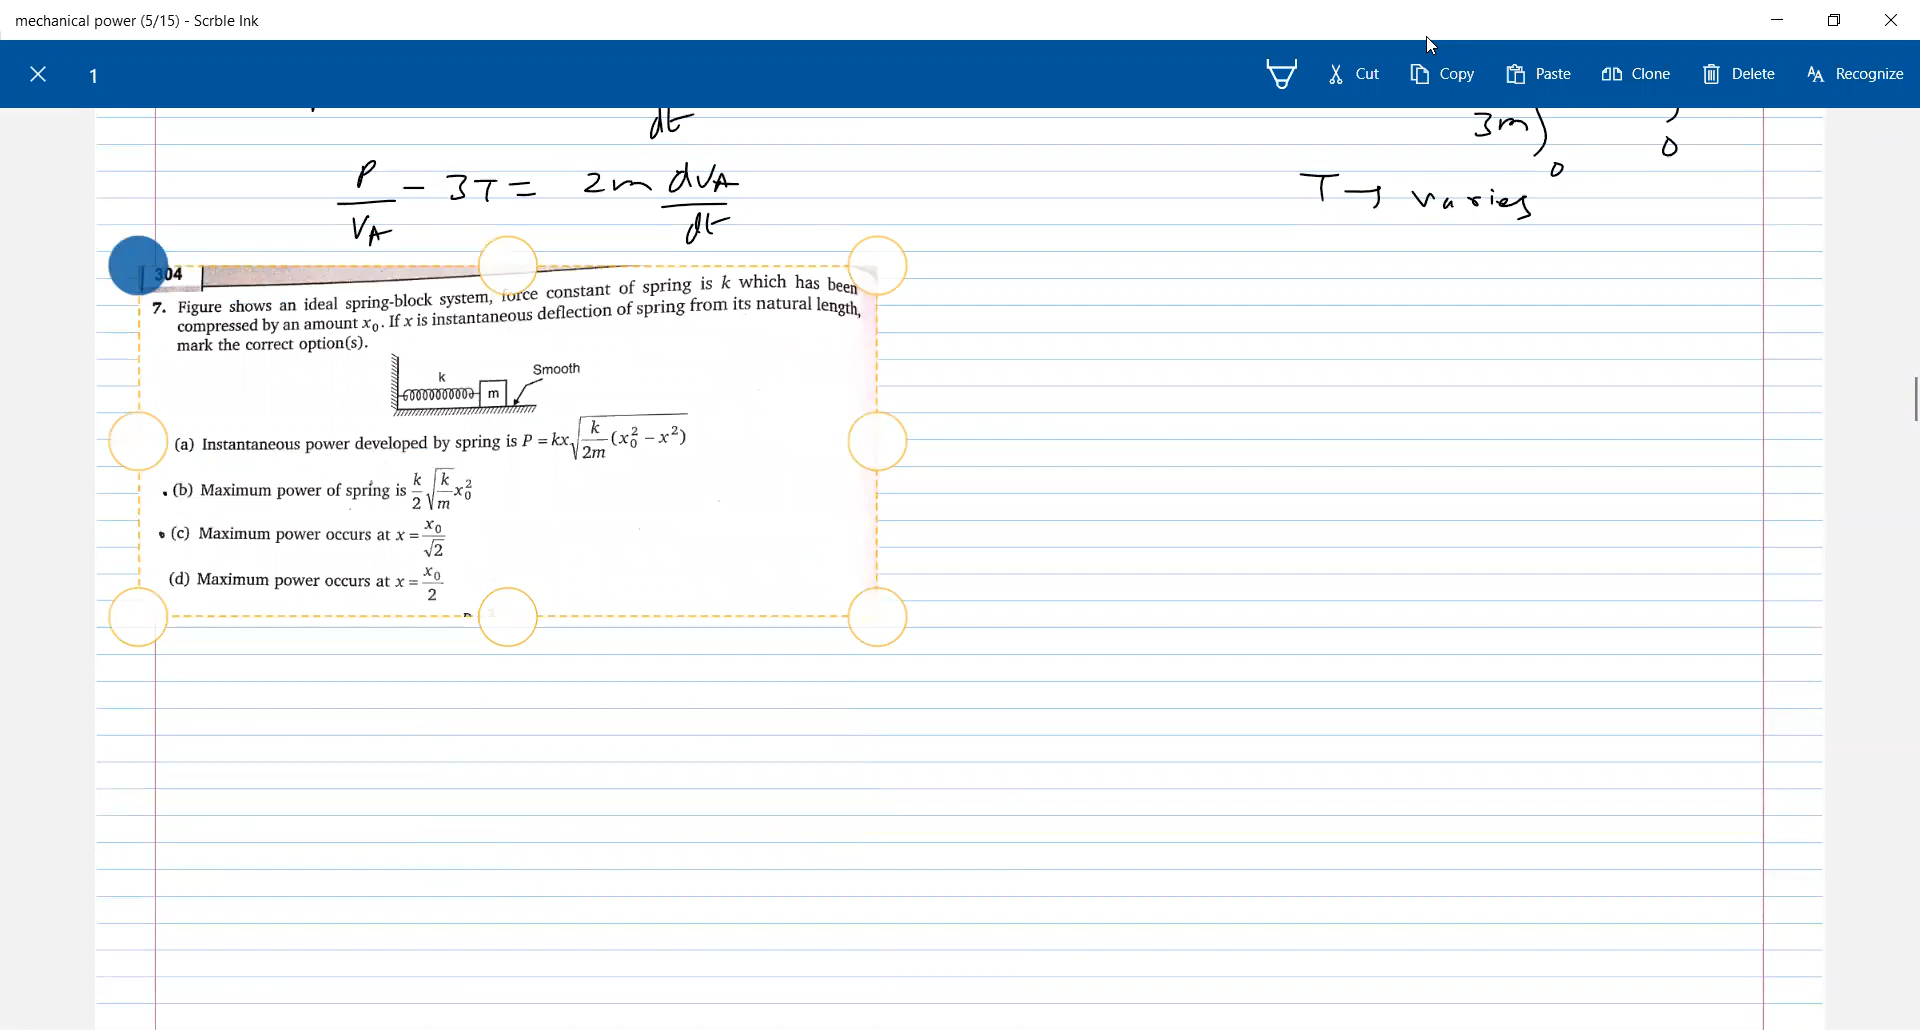 mechanical power (5/15) - Scrble Ink
1
Cut
Copy
Paste
Clone
Delete
Recognize
dt
3m)
0
0
P/V_A - 3T = 2m dV_A/dt
T → varies
304
7. Figure shows an ideal spring-block system, force constant of spring is k which has been
compressed by an amount x₀. If x is instantaneous deflection of spring from its natural length,
mark the correct option(s).
k
m
Smooth
(a) Instantaneous power developed by spring is P = kx√(k/2m (x₀² − x²))
(b) Maximum power of spring is k/2 √(k/m) x₀²
(c) Maximum power occurs at x = x₀/√2
(d) Maximum power occurs at x = x₀/2